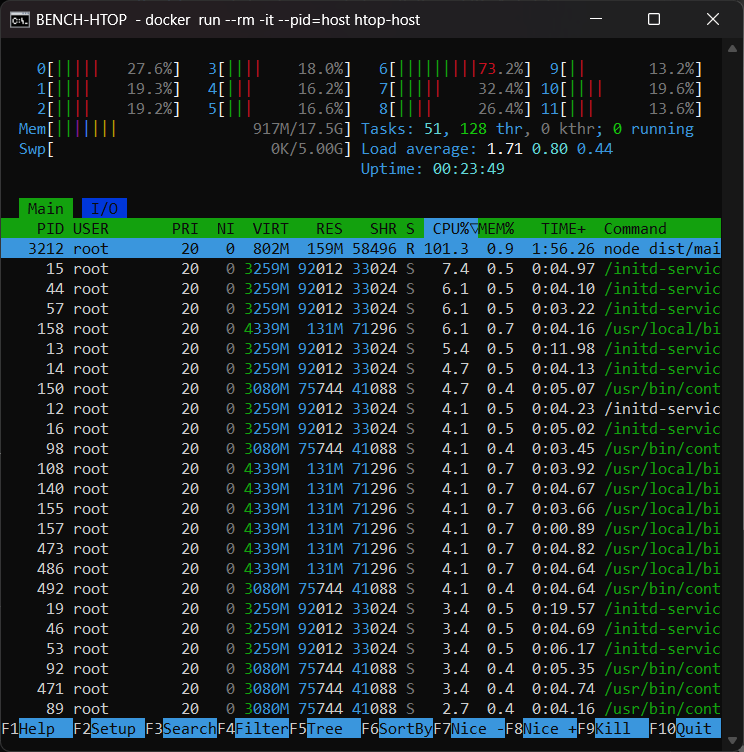 BENCH-HTOP - docker run --rm -it --pid=host htop-host
0[||||| 27.6%] 3[|||| 18.0%] 6[|||||||||73.2%] 9[|| 13.2%]
1[|||| 19.3%] 4[||| 16.2%] 7[||||| 32.4%] 10[|||| 19.6%]
2[|||| 19.2%] 5[||| 16.6%] 8[|||| 26.4%] 11[||| 13.6%]
Mem[||||||| 917M/17.5G] Tasks: 51, 128 thr, 0 kthr; 0 running
Swp[ 0K/5.00G] Load average: 1.71 0.80 0.44
Uptime: 00:23:49
Main I/O
PID USER PRI NI VIRT RES SHR S CPU%▽MEM% TIME+ Command
3212 root 20 0 802M 159M 58496 R 101.3 0.9 1:56.26 node dist/mai
15 root 20 0 3259M 92012 33024 S 7.4 0.5 0:04.97 /initd-servic
44 root 20 0 3259M 92012 33024 S 6.1 0.5 0:04.10 /initd-servic
57 root 20 0 3259M 92012 33024 S 6.1 0.5 0:03.22 /initd-servic
158 root 20 0 4339M 131M 71296 S 6.1 0.7 0:04.16 /usr/local/bi
13 root 20 0 3259M 92012 33024 S 5.4 0.5 0:11.98 /initd-servic
14 root 20 0 3259M 92012 33024 S 4.7 0.5 0:04.13 /initd-servic
150 root 20 0 3080M 75744 41088 S 4.7 0.4 0:05.07 /usr/bin/cont
12 root 20 0 3259M 92012 33024 S 4.1 0.5 0:04.23 /initd-servic
16 root 20 0 3259M 92012 33024 S 4.1 0.5 0:05.02 /initd-servic
98 root 20 0 3080M 75744 41088 S 4.1 0.4 0:03.45 /usr/bin/cont
108 root 20 0 4339M 131M 71296 S 4.1 0.7 0:03.92 /usr/local/bi
140 root 20 0 4339M 131M 71296 S 4.1 0.7 0:04.67 /usr/local/bi
155 root 20 0 4339M 131M 71296 S 4.1 0.7 0:03.66 /usr/local/bi
157 root 20 0 4339M 131M 71296 S 4.1 0.7 0:00.89 /usr/local/bi
473 root 20 0 4339M 131M 71296 S 4.1 0.7 0:04.82 /usr/local/bi
486 root 20 0 4339M 131M 71296 S 4.1 0.7 0:04.64 /usr/local/bi
492 root 20 0 3080M 75744 41088 S 4.1 0.4 0:04.64 /usr/bin/cont
19 root 20 0 3259M 92012 33024 S 3.4 0.5 0:19.57 /initd-servic
46 root 20 0 3259M 92012 33024 S 3.4 0.5 0:04.69 /initd-servic
53 root 20 0 3259M 92012 33024 S 3.4 0.5 0:06.17 /initd-servic
92 root 20 0 3080M 75744 41088 S 3.4 0.4 0:05.35 /usr/bin/cont
471 root 20 0 3080M 75744 41088 S 3.4 0.4 0:04.74 /usr/bin/cont
89 root 20 0 3080M 75744 41088 S 2.7 0.4 0:04.16 /usr/bin/cont
F1Help F2Setup F3SearchF4FilterF5Tree F6SortByF7Nice -F8Nice +F9Kill F10Quit